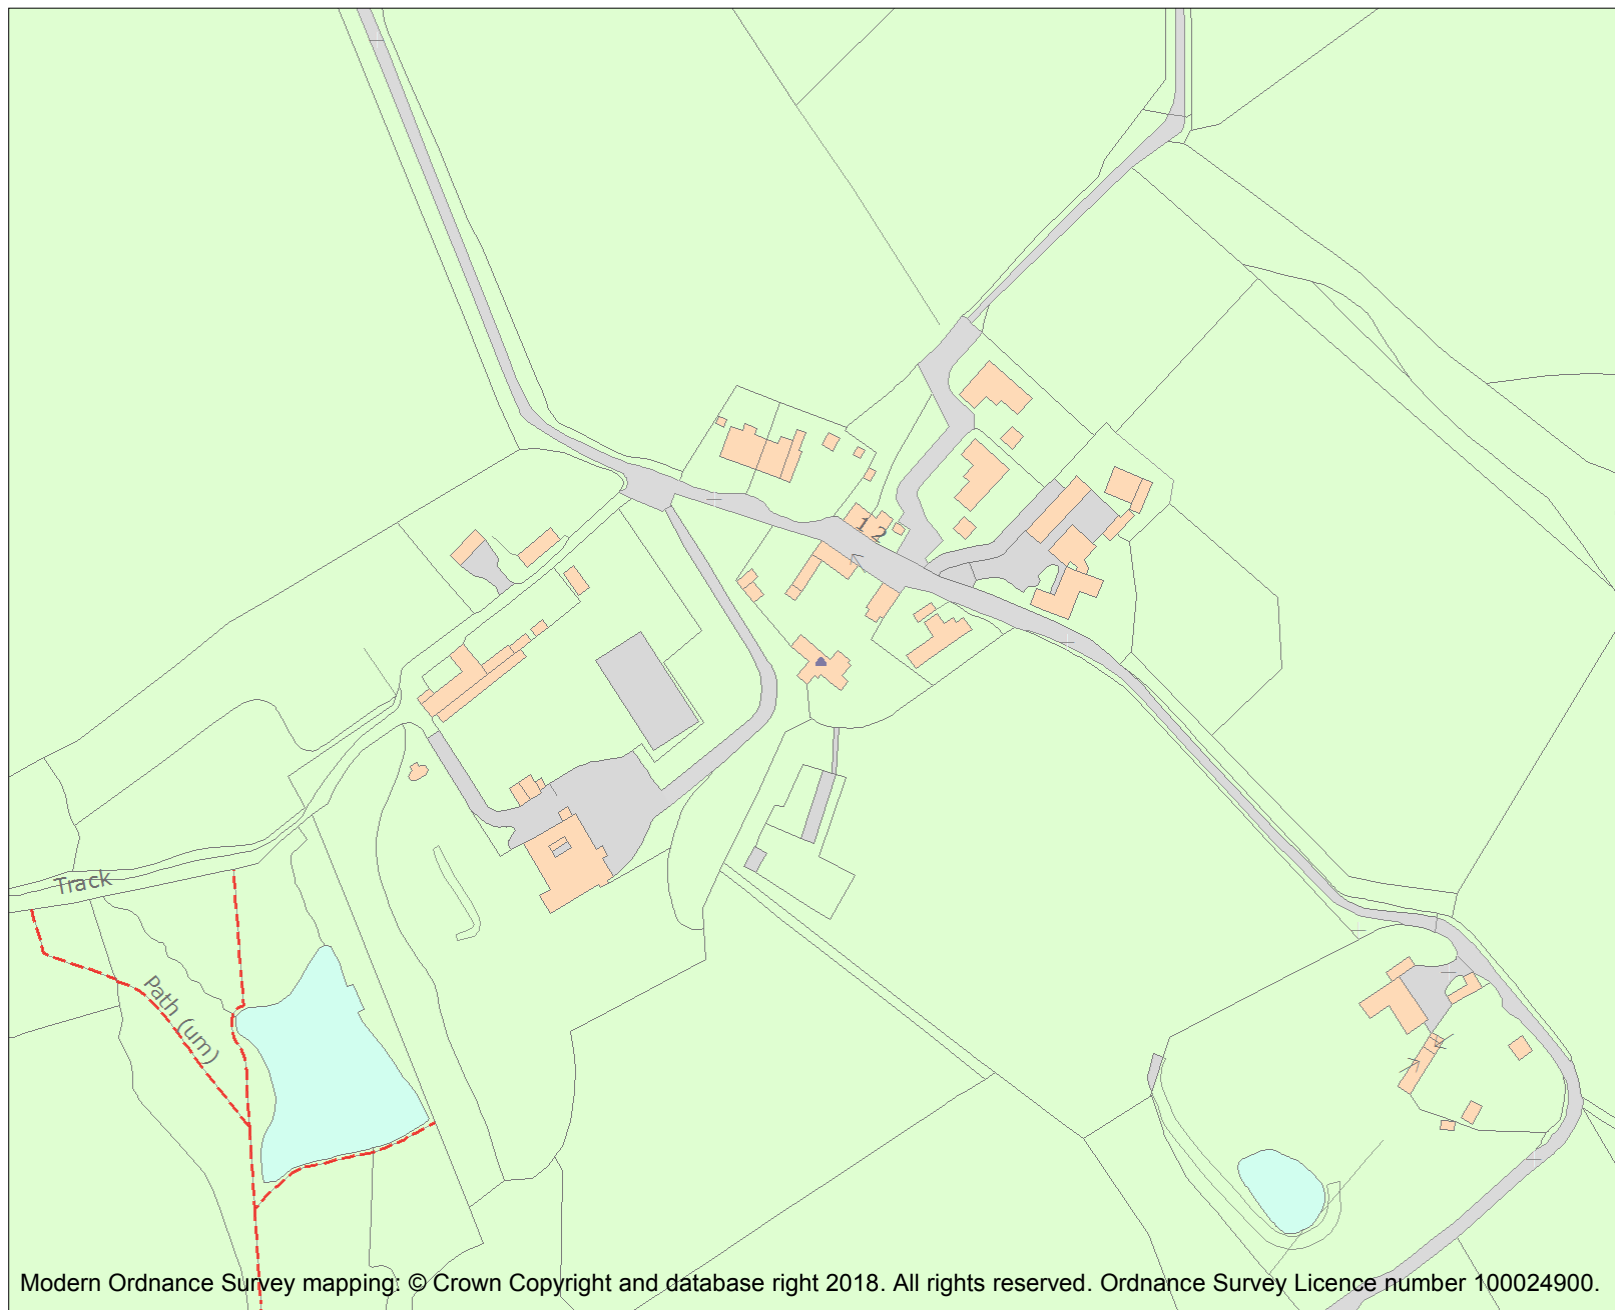 1 2
Track
Path (um)
Modern Ordnance Survey mapping: © Crown Copyright and database right 2018. All rights reserved. Ordnance Survey Licence number 100024900.